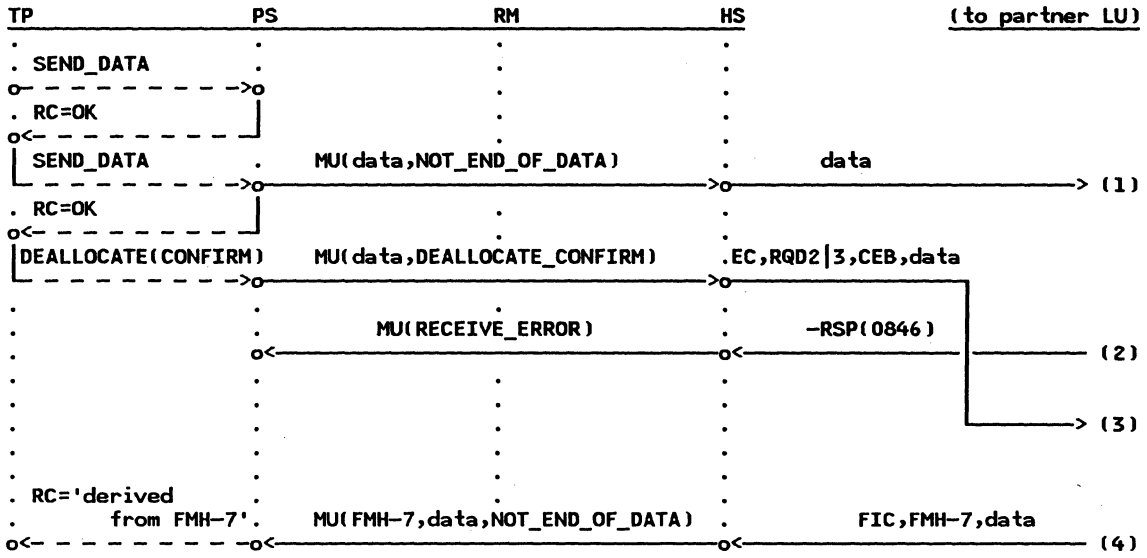 TP PS RM HS (to partner LU)
SEND_DATA
RC=OK
SEND_DATA MU(data,NOT_END_OF_DATA) data
(1)
RC=OK
DEALLOCATE(CONFIRM) MU(data,DEALLOCATE_CONFIRM) EC,RQD2|3,CEB,data
MU(RECEIVE_ERROR) -RSP(0846)
(2)
(3)
RC='derived
from FMH-7'. MU(FMH-7,data,NOT_END_OF_DATA) FIC,FMH-7,data
(4)